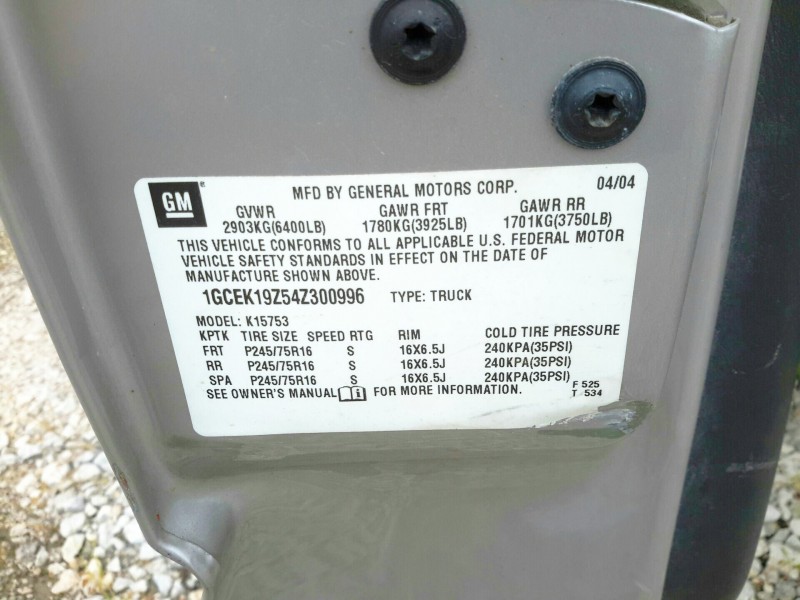 GM
MFD BY GENERAL MOTORS CORP. 04/04
GVWR GAWR FRT GAWR RR
2903KG(6400LB) 1780KG(3925LB) 1701KG(3750LB)
THIS VEHICLE CONFORMS TO ALL APPLICABLE U.S. FEDERAL MOTOR
VEHICLE SAFETY STANDARDS IN EFFECT ON THE DATE OF
MANUFACTURE SHOWN ABOVE.
1GCEK19Z54Z300996 TYPE: TRUCK
MODEL: K15753
KPTK TIRE SIZE SPEED RTG RIM COLD TIRE PRESSURE
FRT P245/75R16 S 16X6.5J 240KPA(35PSI)
RR P245/75R16 S 16X6.5J 240KPA(35PSI)
SPA P245/75R16 S 16X6.5J 240KPA(35PSI)
SEE OWNER'S MANUAL FOR MORE INFORMATION.
F 525
T 534